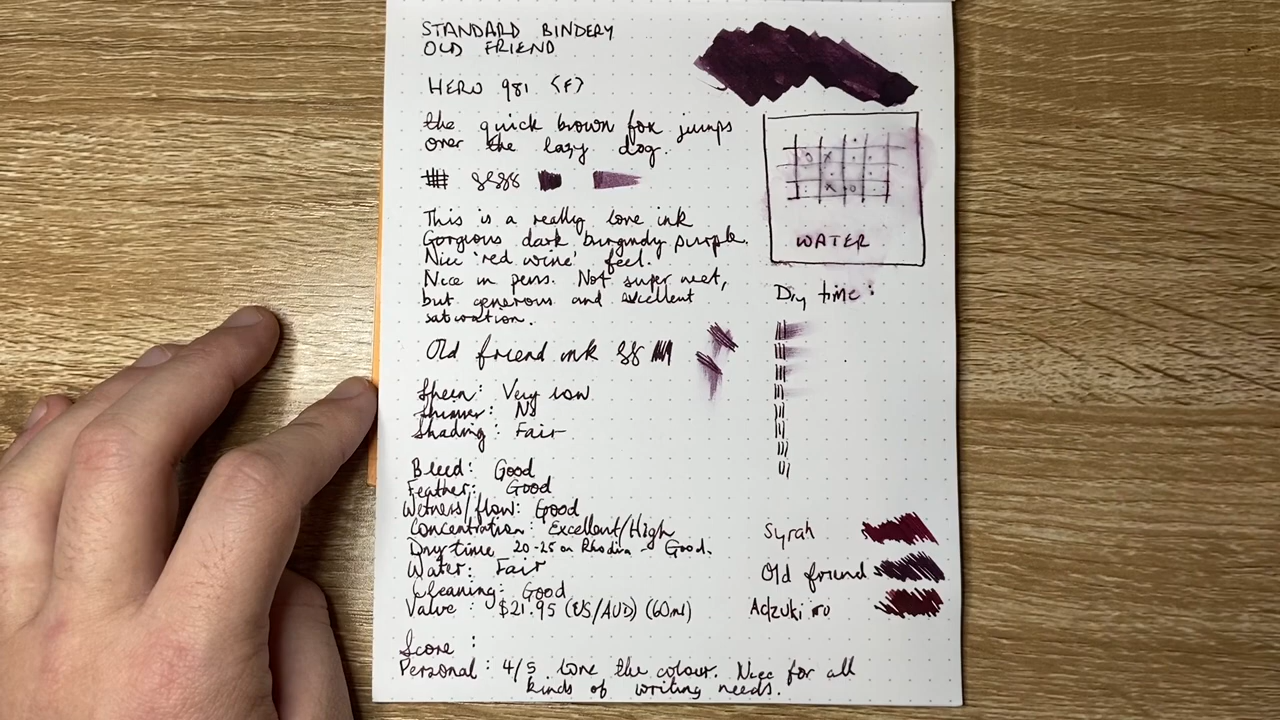 STANDARD BINDERY
OLD FRIEND
HERO 981 <F>
the quick brown fox jumps
over the lazy dog.
This is a really love ink
Gorgious dark burgundy purple.
Nice 'red wine' feel.
Nice in pens. Not super wet,
but generous and excellent
saturation.
Old friend ink
Sheen: Very low
Shimmer: No
Shading: Fair
Bleed: Good
Feather: Good
Wetness/flow: Good
Concentration: Excellent/High
Dry time 20-25 on Rhodia - Good.
Water: Fair
Cleaning: Good
Value: $21.95 (US/AUD) (60ml)
Score:
Personal: 4/5 love the colour. Nice for all
kinds of writing needs.
WATER
Dry time:
Syrah
Old friend
Adzuki